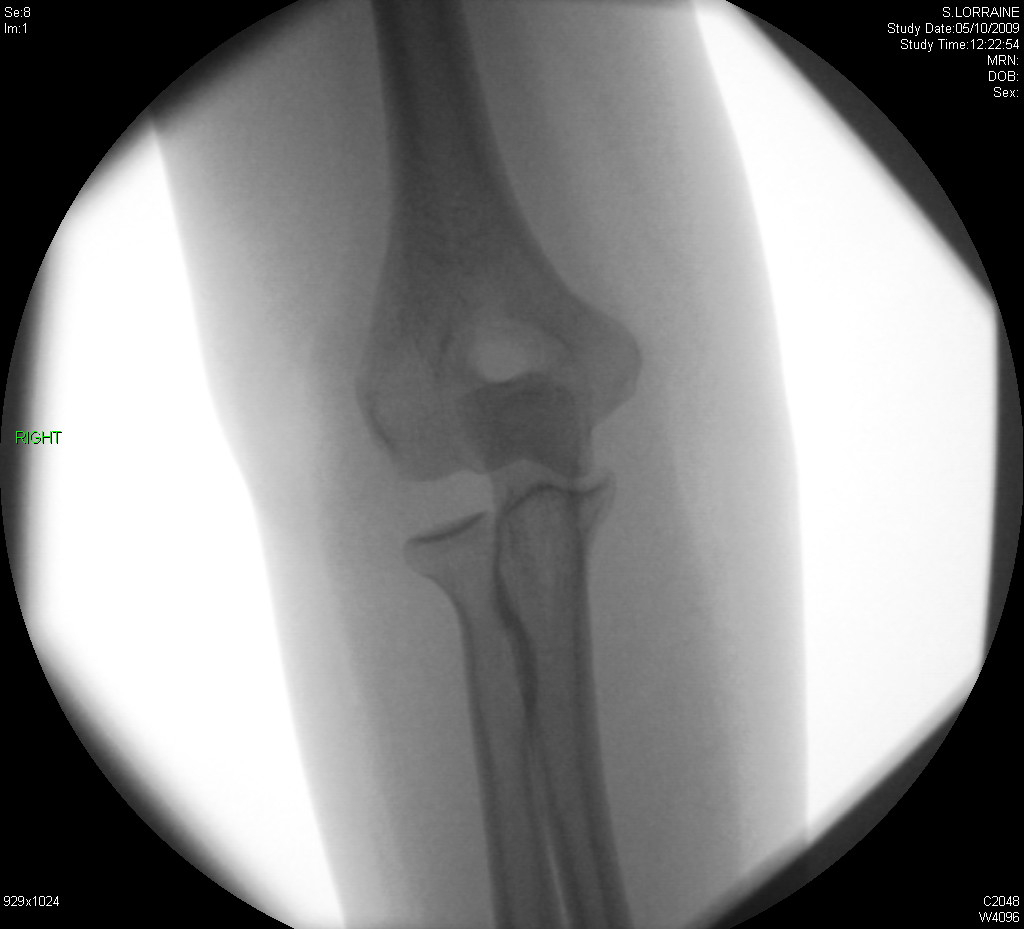 Se:8
Im:1
S.LORRAINE
Study Date:05/10/2009
Study Time:12:22:54
MRN:
DOB:
Sex:
RIGHT
929x1024
C2048
W4096